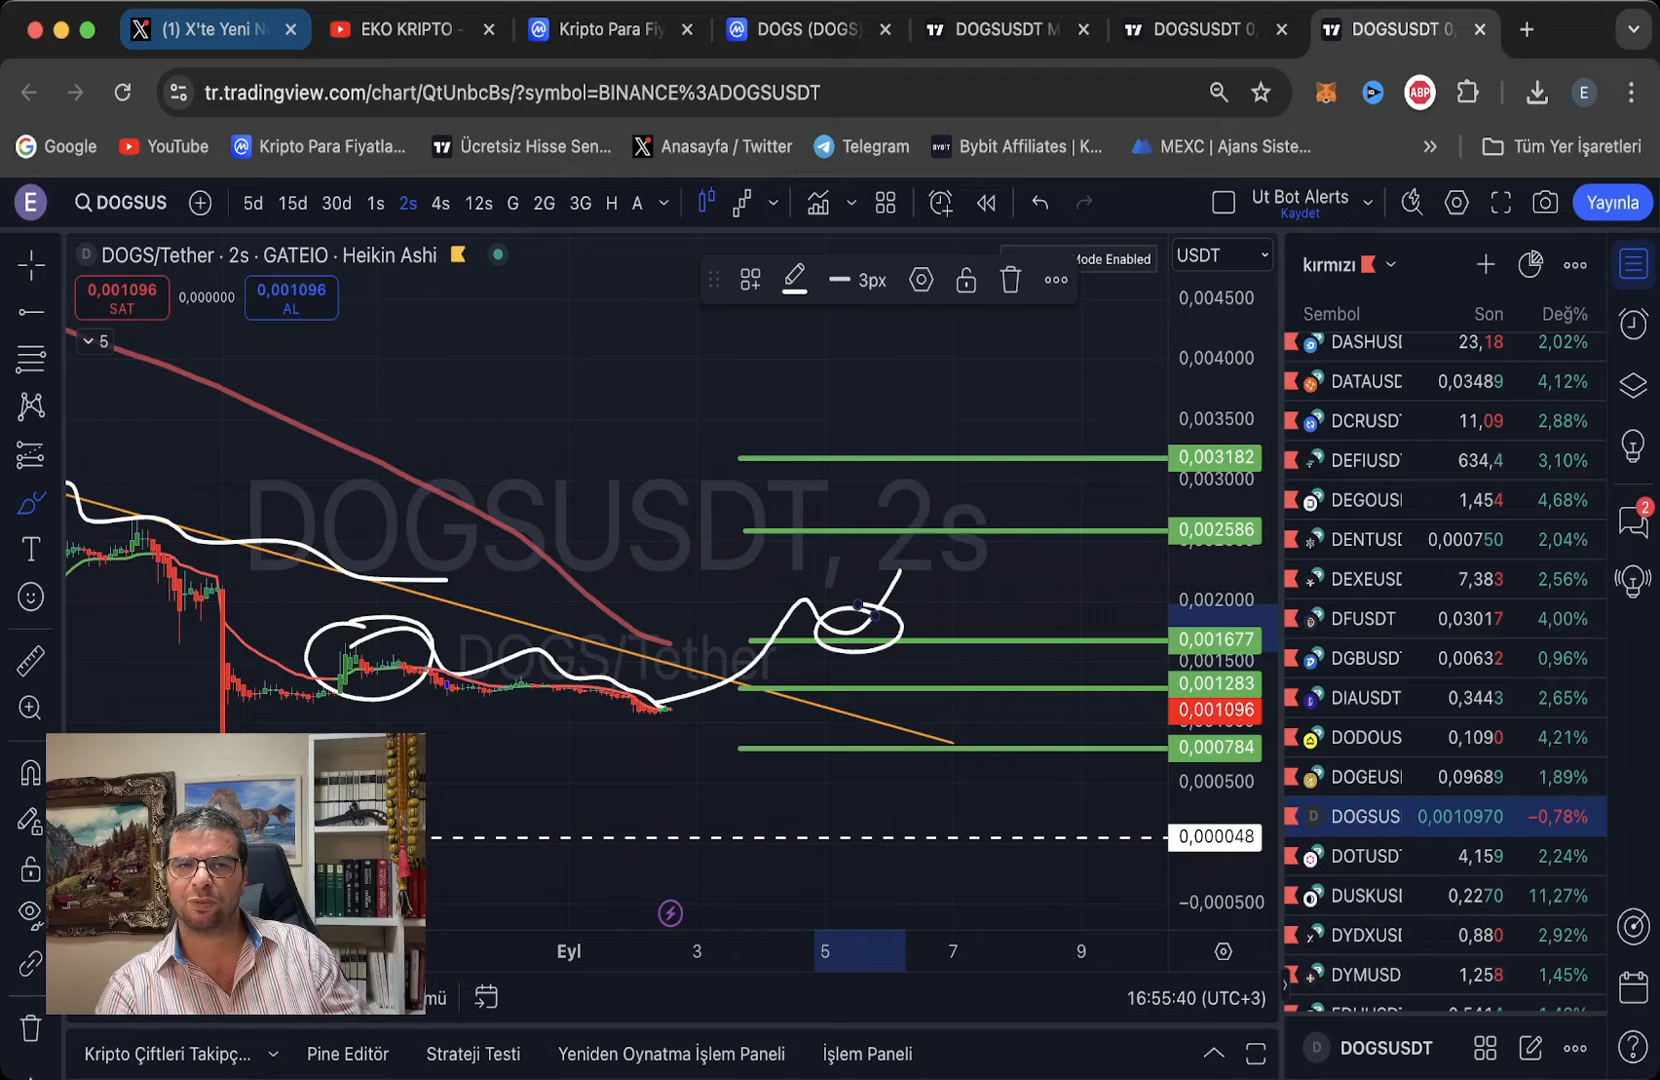 (1) X'te Yeni N
EKO KRIPTO -
Kripto Para Fiy
DOGS (DOGS)
DOGSUSDT M
DOGSUSDT 0,
DOGSUSDT 0,
tr.tradingview.com/chart/QtUnbcBs/?symbol=BINANCE%3ADOGSUSDT
ABP
E
Google
YouTube
Kripto Para Fiyatla...
Ücretsiz Hisse Sen...
Anasayfa / Twitter
Telegram
Bybit Affiliates | K...
MEXC | Ajans Siste...
Tüm Yer İşaretleri
E
DOGSUS
5d 15d 30d 1s 2s 4s 12s G 2G 3G H A
Ut Bot Alerts
Kaydet
Yayınla
DOGS/Tether · 2s · GATEIO · Heikin Ashi
0,001096
SAT
0,000000
0,001096
AL
5
Mode Enabled
3px
USDT
DOGSUSDT, 2s
DOGS/Tether
0,004500
0,004000
0,003500
0,003182
0,003000
0,002586
0,002000
0,001677
0,001500
0,001283
0,001096
0,000784
0,000500
0,000048
−0,000500
Eyl 3 5 7 9
mü
16:55:40 (UTC+3)
Kripto Çiftleri Takipç...
Pine Editör
Strateji Testi
Yeniden Oynatma İşlem Paneli
İşlem Paneli
kırmızı
Sembol Son Değ%
DASHUSD 23,18 2,02%
DATAUSD 0,03489 4,12%
DCRUSDT 11,09 2,88%
DEFIUSD 634,4 3,10%
DEGOUSI 1,454 4,68%
DENTUSD 0,000750 2,04%
DEXEUSD 7,383 2,56%
DFUSDT 0,03017 4,00%
DGBUSDT 0,00632 0,96%
DIAUSDT 0,3443 2,65%
DODOUS 0,1090 4,21%
DOGEUSI 0,09689 1,89%
DOGSUS 0,0010970 −0,78%
DOTUSDT 4,159 2,24%
DUSKUSI 0,2270 11,27%
DYDXUSI 0,880 2,92%
DYMUSD 1,258 1,45%
2
DOGSUSDT